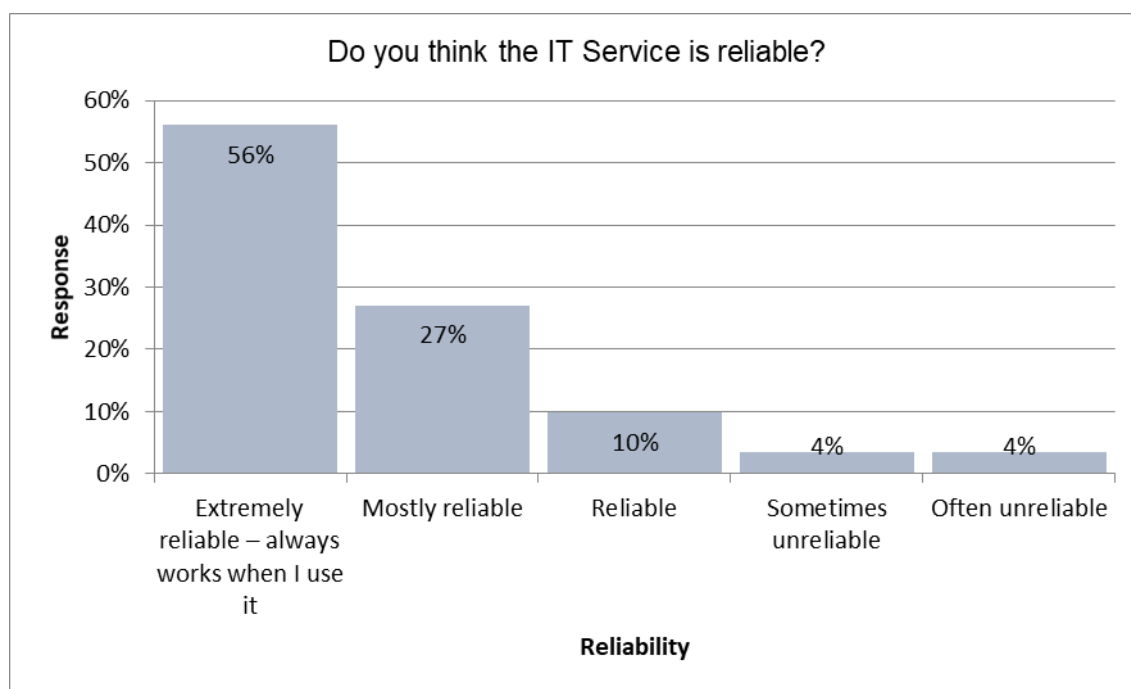 Do you think the IT Service is reliable?
60%
50%
40%
30%
20%
10%
0%
Response
56%
27%
10%
4%
4%
Extremely
reliable – always
works when I use
it
Mostly reliable
Reliable
Sometimes
unreliable
Often unreliable
Reliability